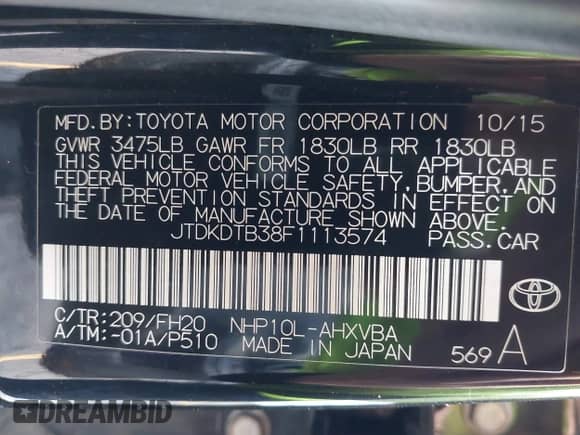 MFD.BY:TOYOTA MOTOR CORPORATION 10/15
GVWR 3475LB GAWR FR 1830LB RR 1830LB
THIS VEHICLE CONFORMS TO ALL APPLICABLE
FEDERAL MOTOR VEHICLE SAFETY,BUMPER,AND
THEFT PREVENTION STANDARDS IN EFFECT ON
THE DATE OF MANUFACTURE SHOWN ABOVE.
JTDKDTB38F1113574 PASS.CAR
C/TR:209/FH20 NHP10L-AHXVBA
A/TM:-01A/P510 MADE IN JAPAN 569 A
DREAMBID